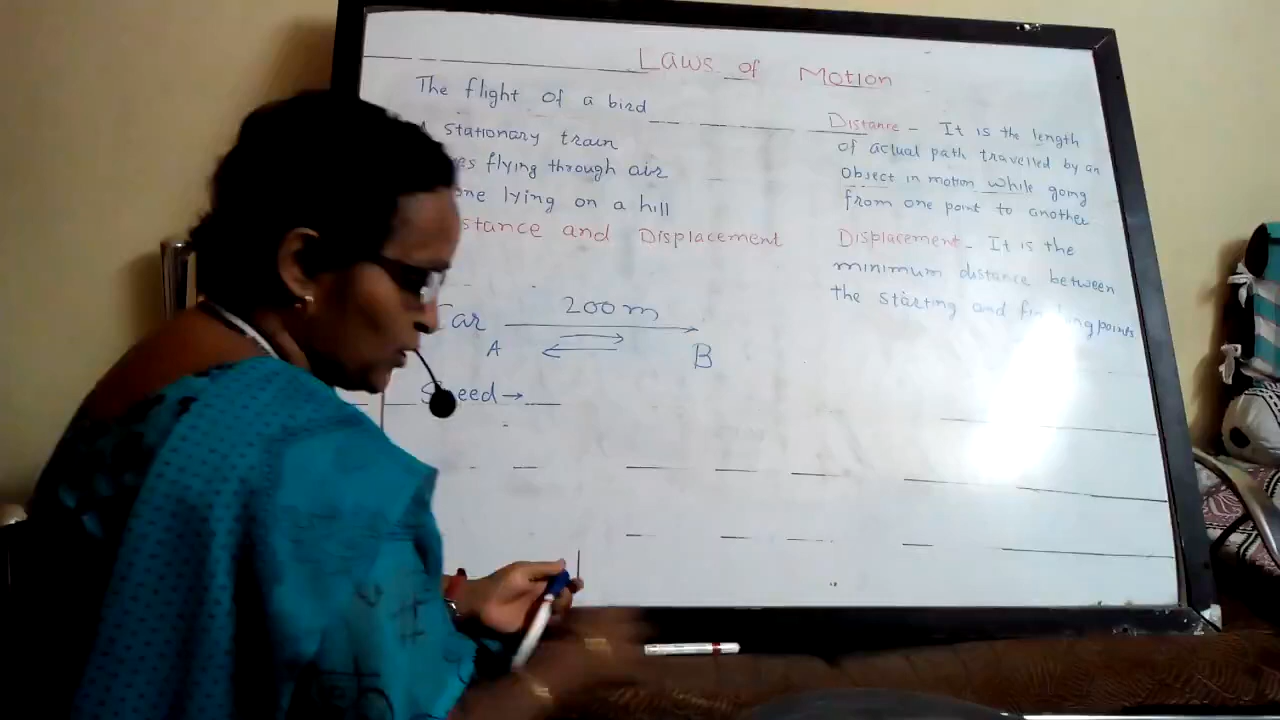 Laws of Motion
The flight of a bird
stationary train
flying through air
lying on a hill
and Displacement
200m
A
B
→
Distance - It is the length
of actual path travelled by an
object in motion while going
from one point to another
Displacement - It is the
minimum distance between
the starting and
points